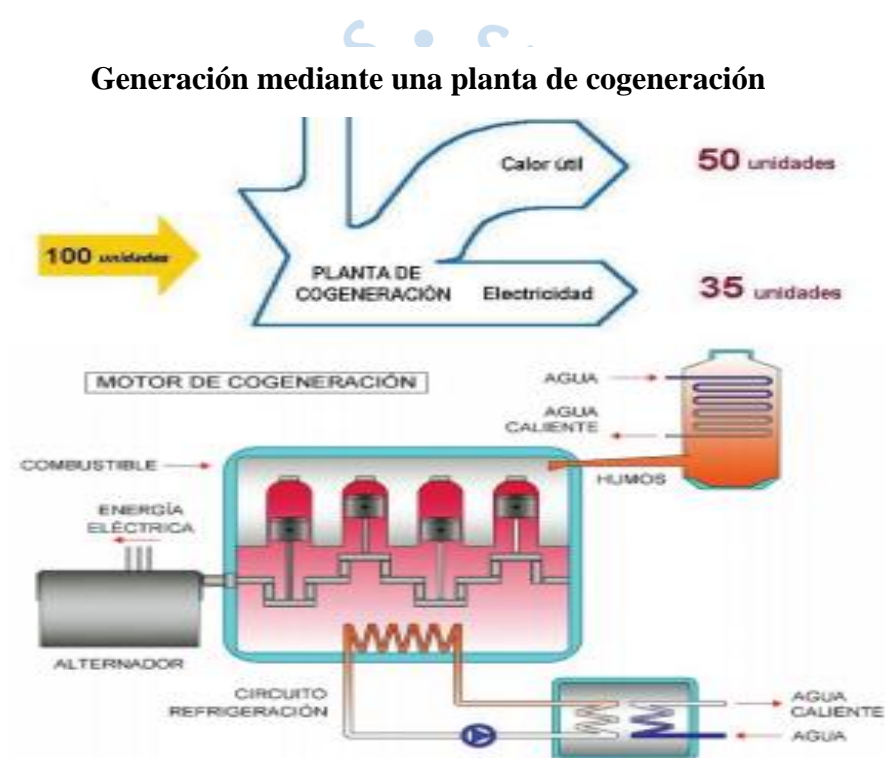 Generación mediante una planta de cogeneración
Calor útil
50 unidades
100 unidades
PLANTA DE
COGENERACIÓN
Electricidad
35 unidades
MOTOR DE COGENERACIÓN
AGUA
AGUA
CALIENTE
COMBUSTIBLE
HUMOS
ENERGÍA
ELÉCTRICA
ALTERNADOR
CIRCUITO
REFRIGERACIÓN
AGUA
CALIENTE
AGUA